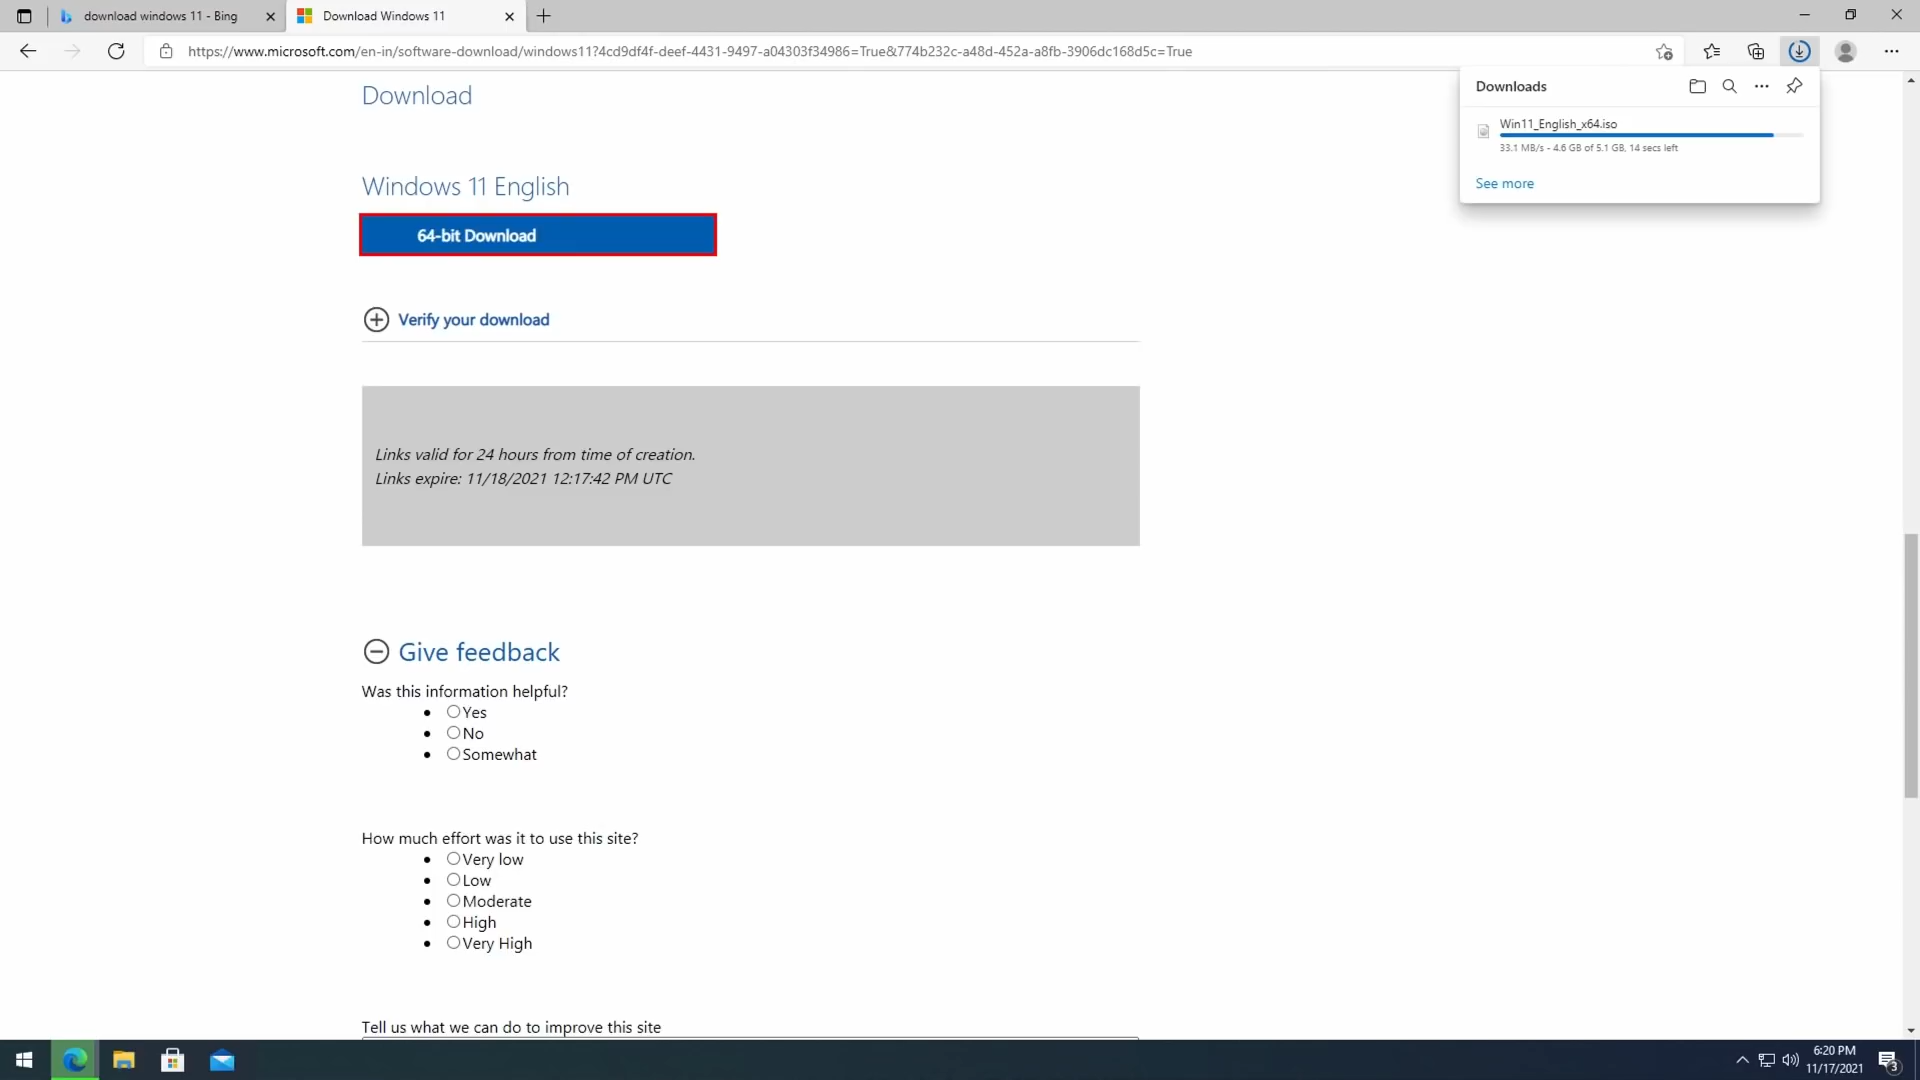 download windows 11 - Bing
Download Windows 11
https://www.microsoft.com/en-in/software-download/windows11?4cd9df4f-deef-4431-9497-a04303f34986=True&774b232c-a48d-452a-a8fb-3906dc168d5c=True
Downloads
Win11_English_x64.iso
33.1 MB/s - 4.6 GB of 5.1 GB, 14 secs left
See more
Download
Windows 11 English
64-bit Download
Verify your download
Links valid for 24 hours from time of creation.
Links expire: 11/18/2021 12:17:42 PM UTC
Give feedback
Was this information helpful?
Yes
No
Somewhat
How much effort was it to use this site?
Very low
Low
Moderate
High
Very High
Tell us what we can do to improve this site
6:20 PM
11/17/2021
3